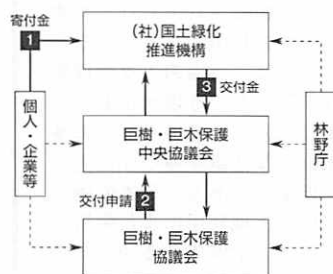 寄付金
1
(社)国土緑化
推進機構
3 交付金
個人・企業等
林野庁
巨樹・巨木保護
中央協議会
交付申請 2
巨樹・巨木保護
協議会